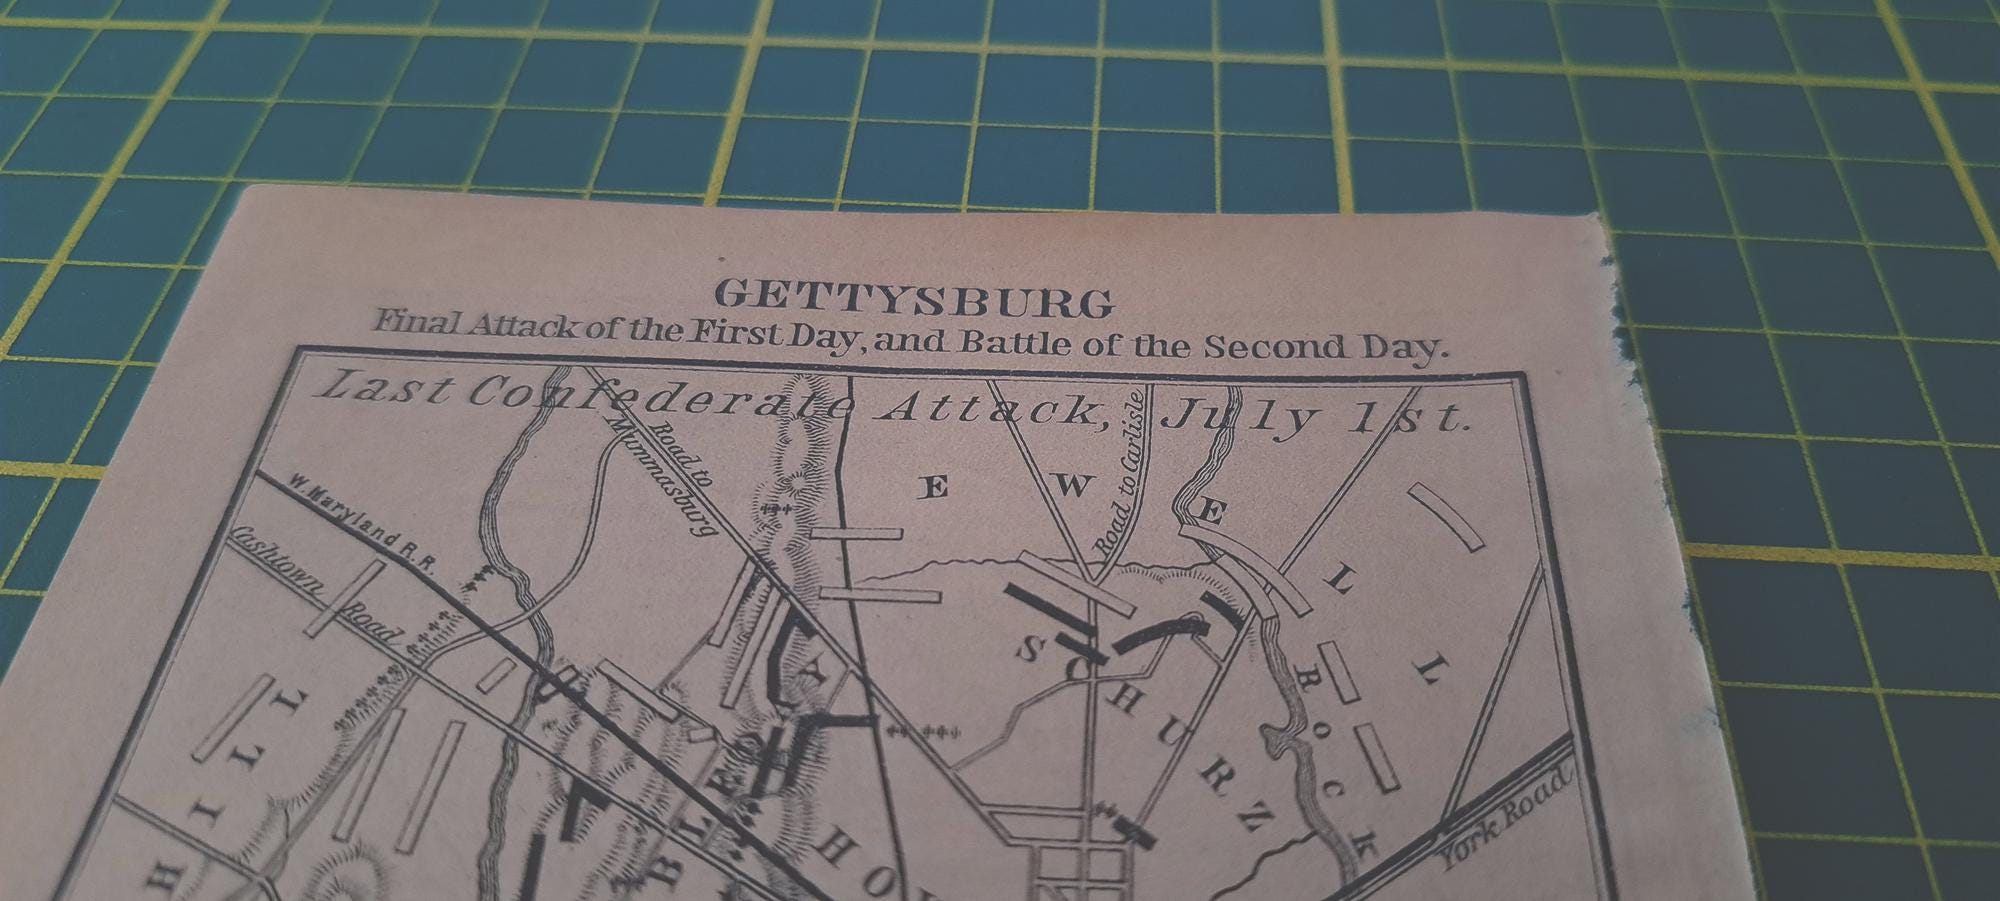 GETTYSBURG
Final Attack of the First Day, and Battle of the Second Day.
Last Confederate Attack, July 1st.
Road to Mummasburg
Road to Carlisle
W. Maryland R.R.
Cashtown Road
EWELL
HILL
SCHURZ
ROCK
York Road